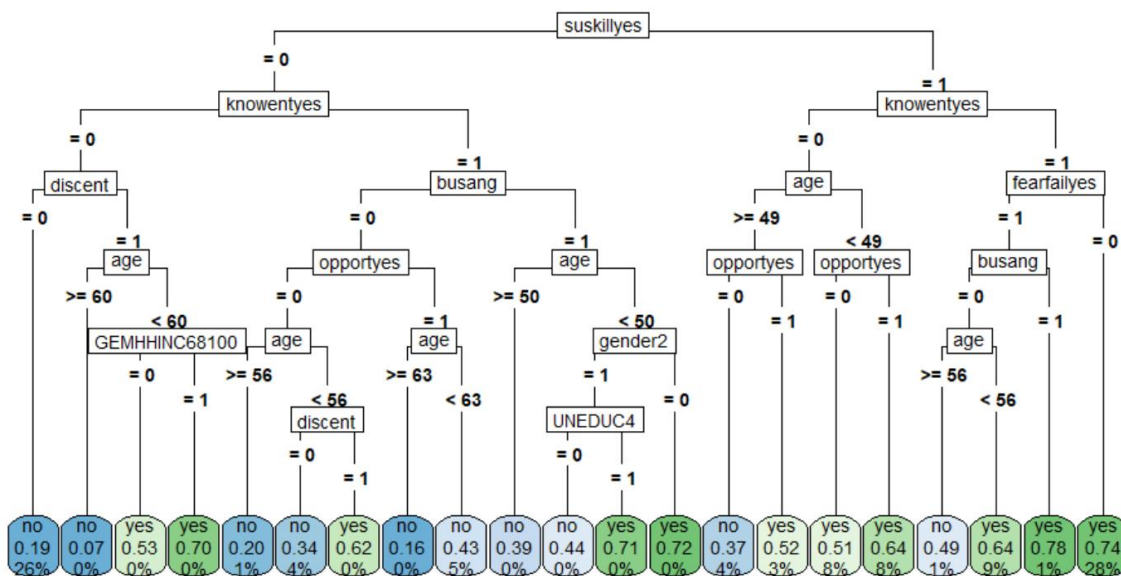 suskillyes
= 0 = 1
knowentyes knowentyes
= 0 = 1 = 0 = 1
discent busang age fearfailyes
= 0 = 1 = 0 = 1 >= 49 < 49 = 1 = 0
age opportyes age opportyes opportyes busang
>= 60 < 60 = 0 = 1 >= 50 < 50 = 0 = 1 = 0 = 1 = 0 = 1
GEMHHINC68100 age age gender2 age
= 0 = 1 >= 56 < 56 >= 63 < 63 = 1 = 0 >= 56 < 56
discent UNEDUC4
= 0 = 1 = 0 = 1
no no yes yes no no yes no no no no yes yes no yes yes yes no yes yes yes
0.19 0.07 0.53 0.70 0.20 0.34 0.62 0.16 0.43 0.39 0.44 0.71 0.72 0.37 0.52 0.51 0.64 0.49 0.64 0.78 0.74
26% 0% 0% 0% 1% 4% 0% 0% 5% 0% 0% 0% 0% 4% 3% 8% 8% 1% 9% 1% 28%